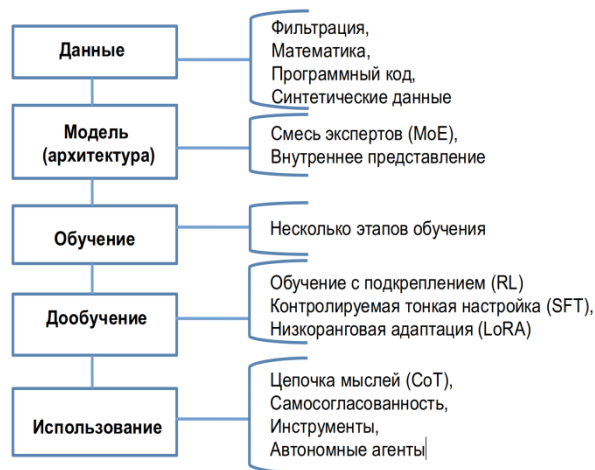 Данные
Фильтрация,
Математика,
Программный код,
Синтетические данные
Модель
(архитектура)
Смесь экспертов (MoE),
Внутреннее представление
Обучение
Несколько этапов обучения
Дообучение
Обучение с подкреплением (RL)
Контролируемая тонкая настройка (SFT),
Низкоранговая адаптация (LoRA)
Использование
Цепочка мыслей (CoT),
Самосогласованность,
Инструменты,
Автономные агенты